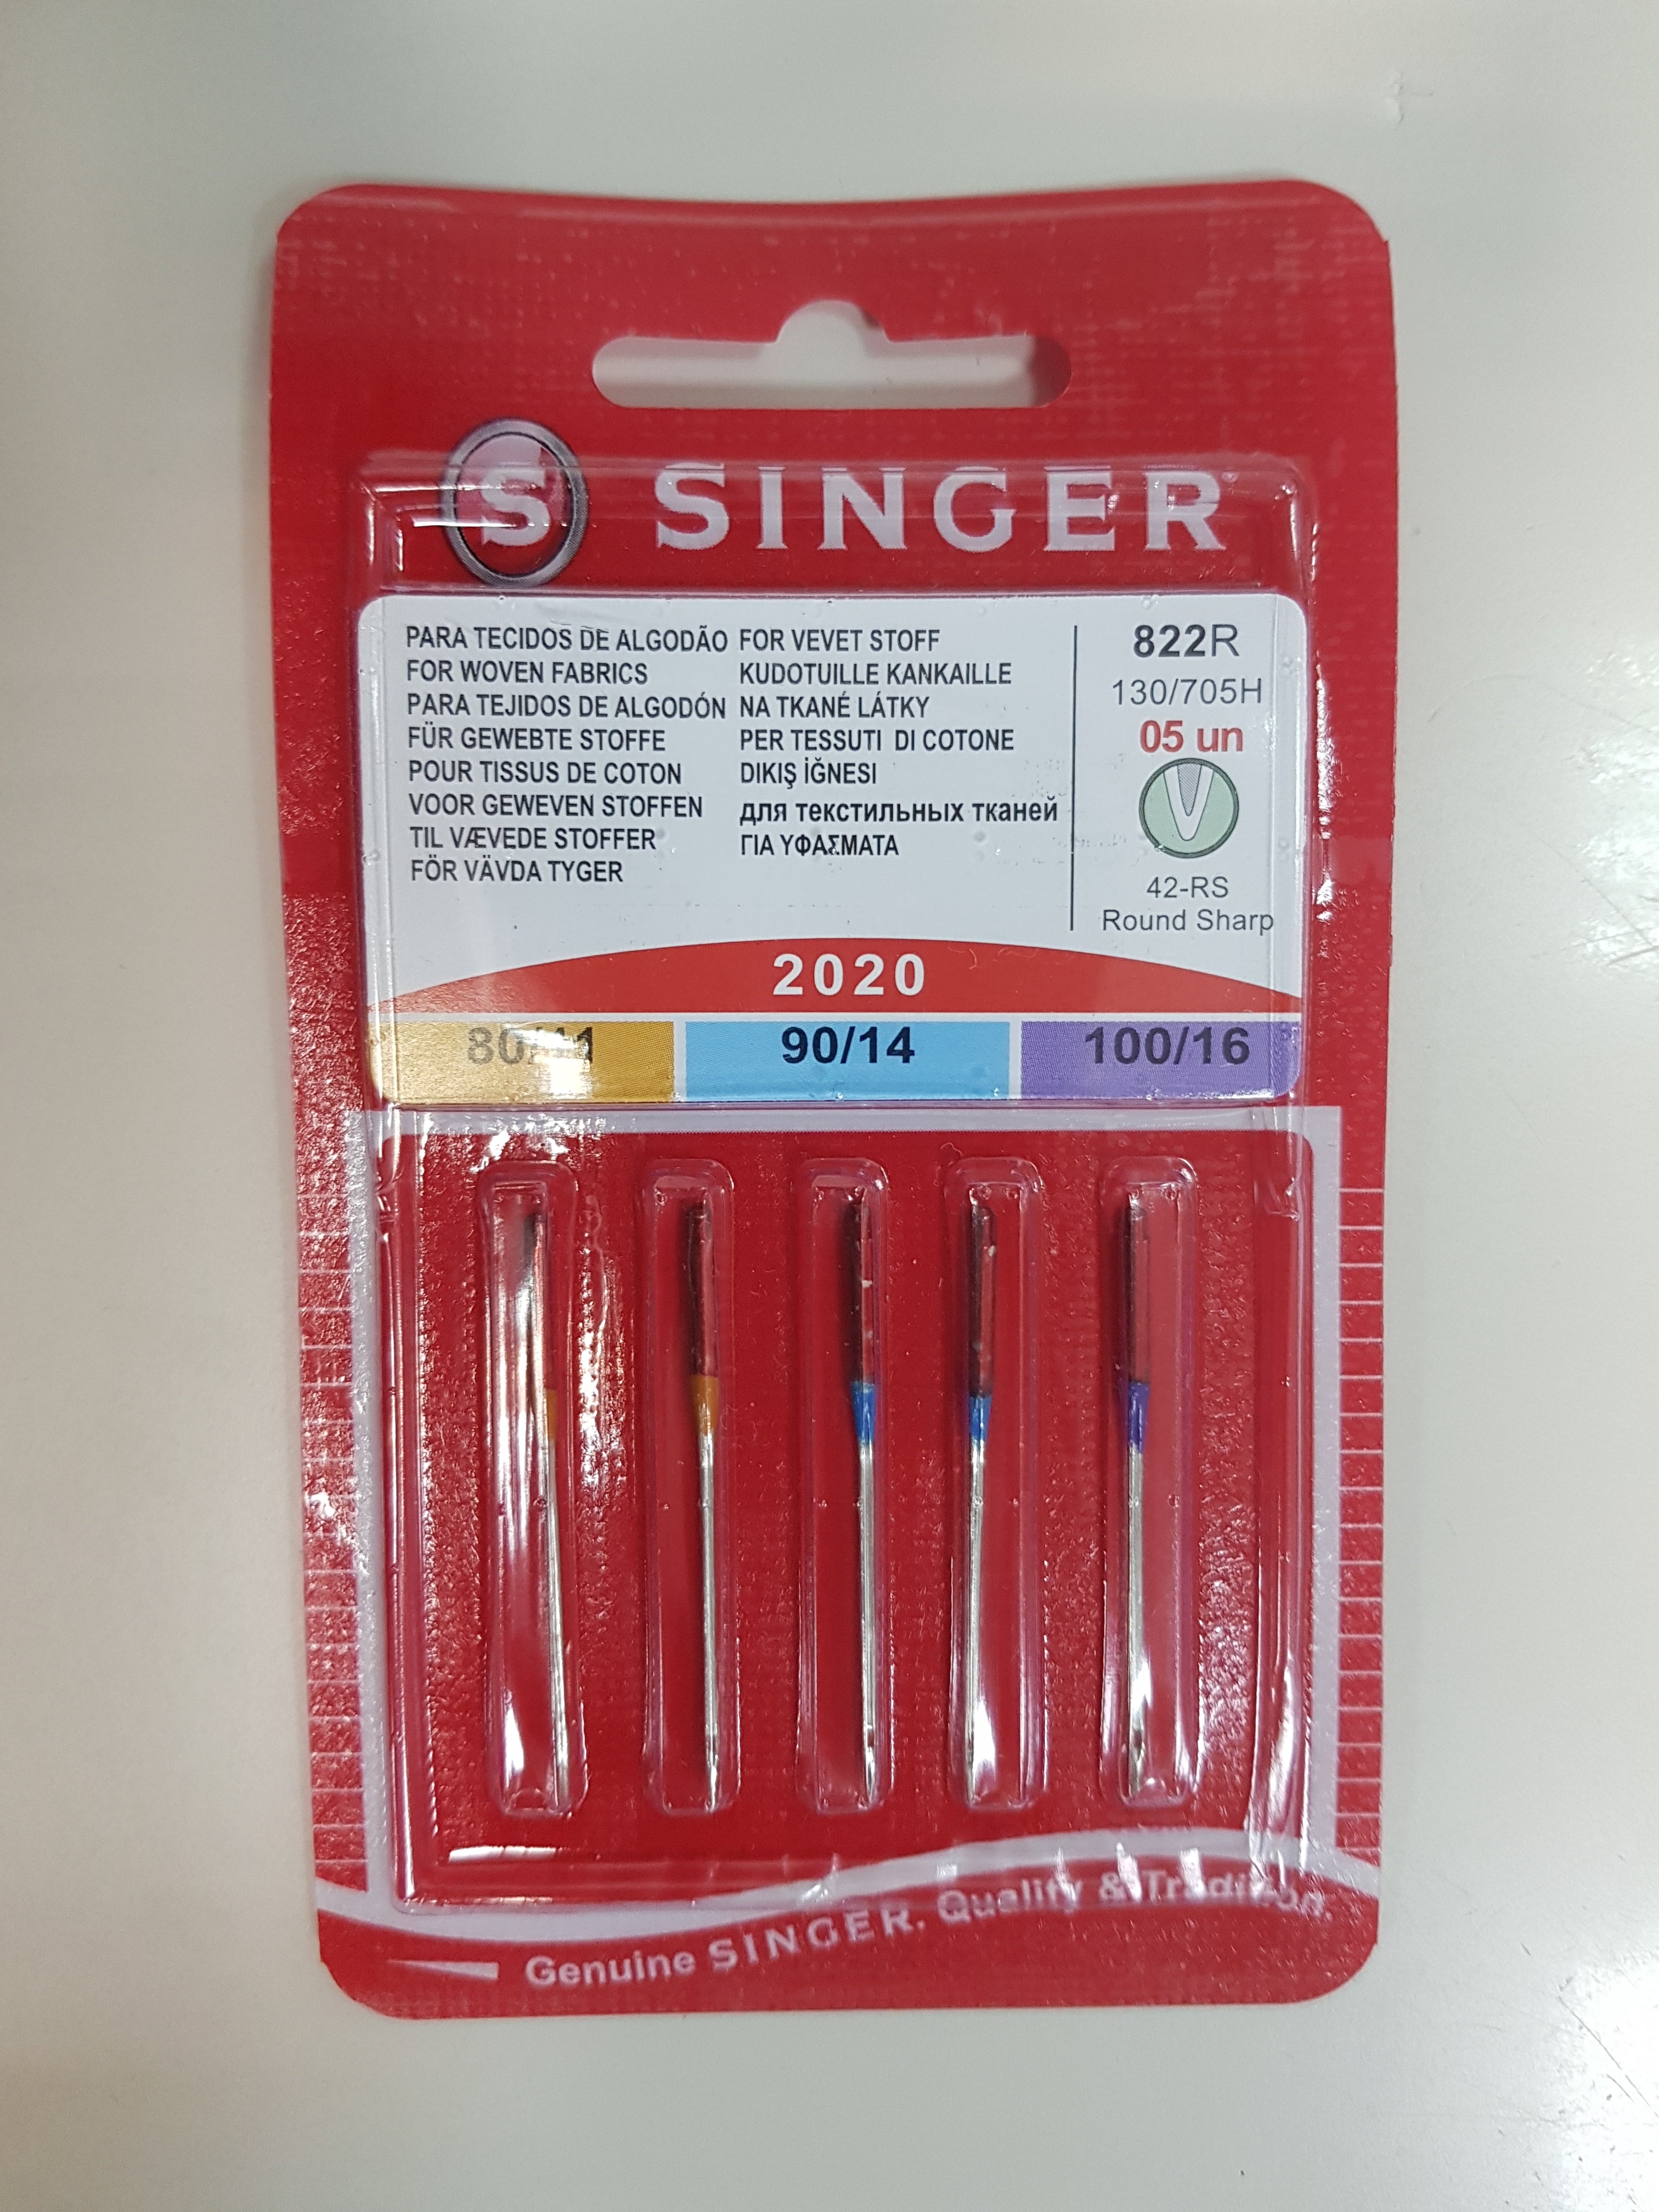 S SINGER
PARA TECIDOS DE ALGODÃO
FOR WOVEN FABRICS
PARA TEJIDOS DE ALGODÓN
FÜR GEWEBTE STOFFE
POUR TISSUS DE COTON
VOOR GEWEVEN STOFFEN
TIL VÆVEDE STOFFER
FÖR VÄVDA TYGER
FOR VEVET STOFF
KUDOTUILLE KANKAILLE
NA TKANÉ LÁTKY
PER TESSUTI DI COTONE
DIKIŞ İĞNESI
для текстильных тканей
ΓΙΑ ΥΦΑΣΜΑΤΑ
822R
130/705H
05 un
42-RS
Round Sharp
2020
80/11 90/14 100/16
Genuine SINGER. Quality & Tradition.